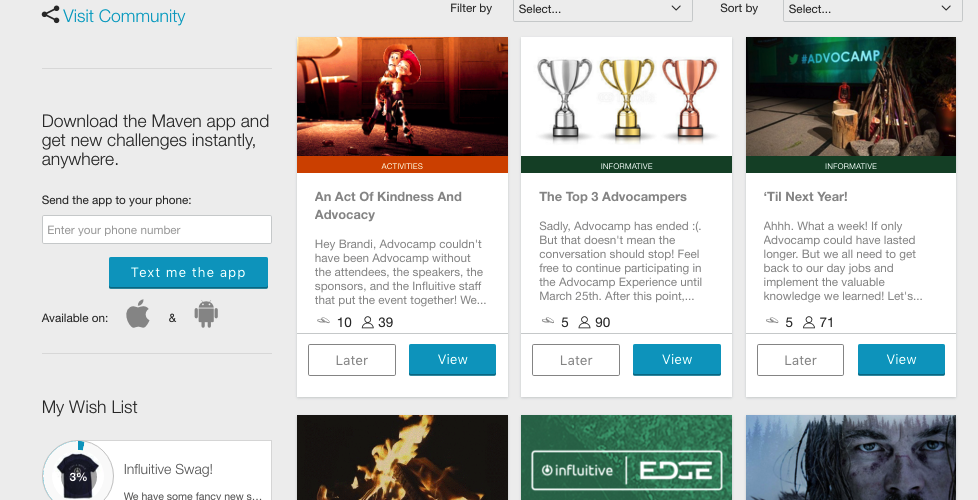 Visit Community
Filter by
Select...
Sort by
Select...
Download the Maven app and
get new challenges instantly,
anywhere.
Send the app to your phone:
Enter your phone number
Text me the app
Available on:
&
My Wish List
3%
Influitive Swag!
We have some fancy new s...
ACTIVITIES
An Act Of Kindness And
Advocacy
Hey Brandi, Advocamp couldn't
have been Advocamp without
the attendees, the speakers, the
sponsors, and the Influitive staff
that put the event together! We...
10 39
Later View
INFORMATIVE
The Top 3 Advocampers
Sadly, Advocamp has ended :(.
But that doesn't mean the
conversation should stop! Feel
free to continue participating in
the Advocamp Experience until
March 25th. After this point,...
5 90
Later View
#ADVOCAMP
INFORMATIVE
‘Til Next Year!
Ahhh. What a week! If only
Advocamp could have lasted
longer. But we all need to get
back to our day jobs and
implement the valuable
knowledge we learned! Let's...
5 71
Later View
influitive EDGE